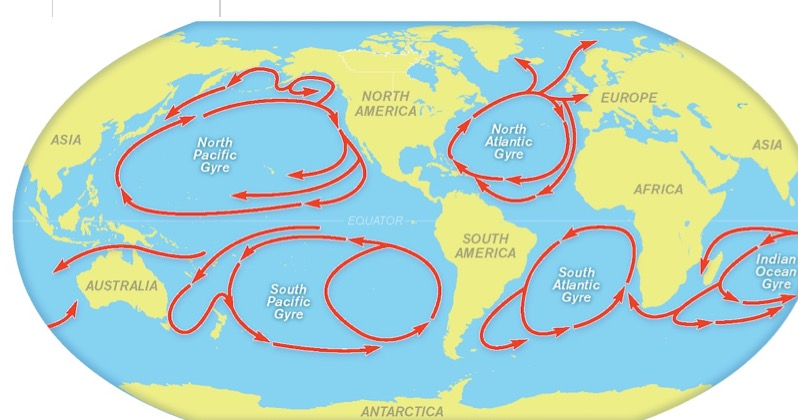 NORTH
AMERICA
EUROPE
ASIA
North
Pacific
Gyre
North
Atlantic
Gyre
ASIA
AFRICA
EQUATOR
SOUTH
AMERICA
AUSTRALIA
South
Pacific
Gyre
South
Atlantic
Gyre
Indian
Ocean
Gyre
ANTARCTICA